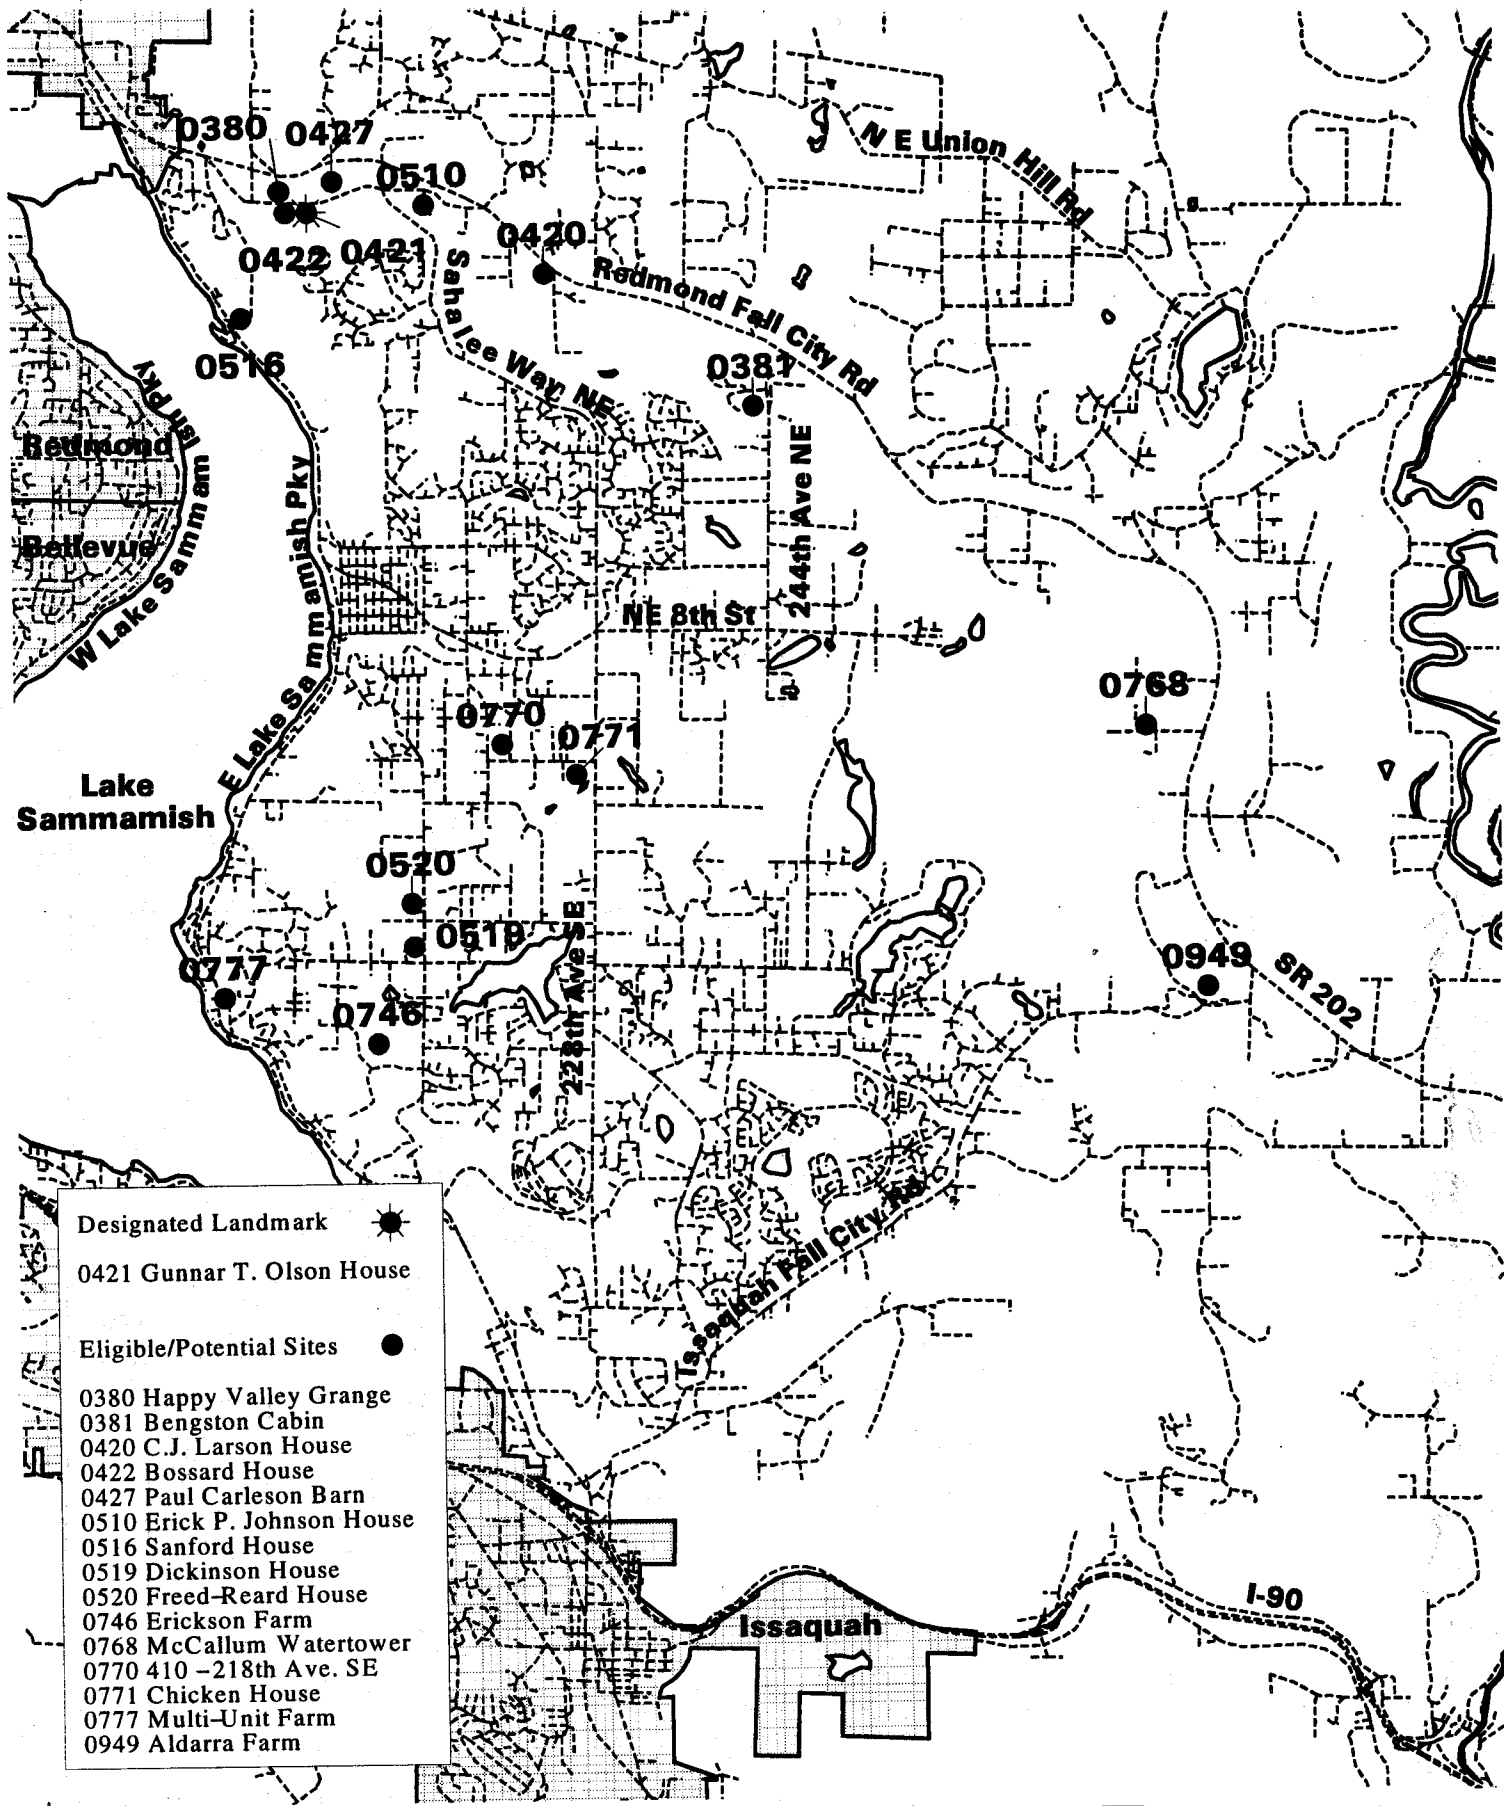 0380 0427
N E Union Hill Rd
0510
0420
0422 0421
Redmond Fall City Rd
Sahalee Way NE
0516
0381
ish Pky
Redmond
244th Ave NE
E Lake Sammamish Pky
Bellevue
W Lake Sammam
NE 8th St
0768
0770
0771
Lake
Sammamish
0520
0519
228th Ave SE
0777
0949
SR 202
0746
Issaquah Fall City Rd
Designated Landmark
0421 Gunnar T. Olson House
Eligible/Potential Sites
0380 Happy Valley Grange
0381 Bengston Cabin
0420 C.J. Larson House
0422 Bossard House
0427 Paul Carleson Barn
0510 Erick P. Johnson House
0516 Sanford House
0519 Dickinson House
0520 Freed-Reard House
0746 Erickson Farm
0768 McCallum Watertower
0770 410 -218th Ave. SE
0771 Chicken House
0777 Multi-Unit Farm
0949 Aldarra Farm
I-90
Issaquah